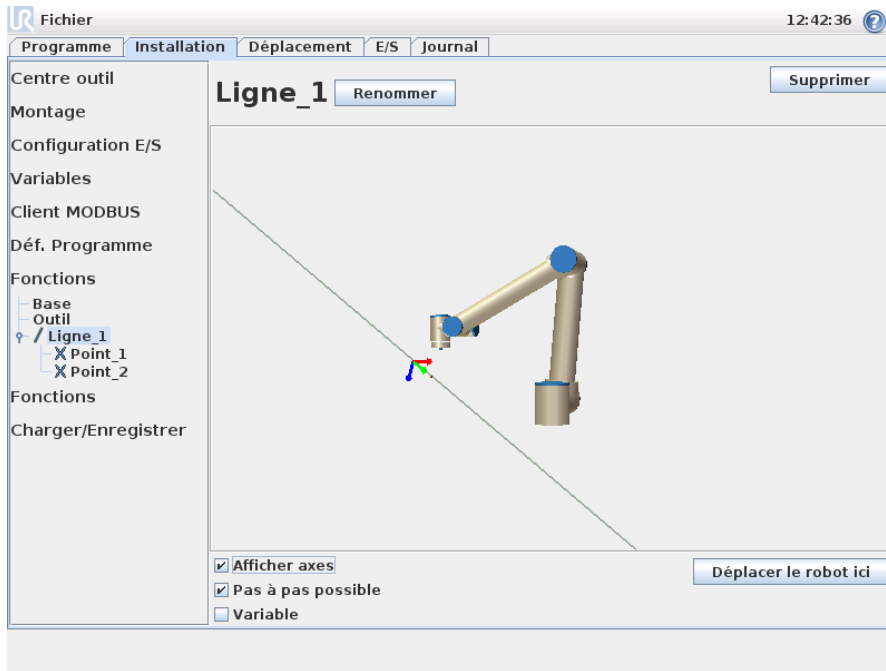 UR Fichier 12:42:36 ?
Programme Installation Déplacement E/S Journal
Centre outil
Montage
Configuration E/S
Variables
Client MODBUS
Déf. Programme
Fonctions
Base
Outil
Ligne_1
Point_1
Point_2
Fonctions
Charger/Enregistrer
Ligne_1 Renommer Supprimer
Afficher axes
Pas à pas possible
Variable
Déplacer le robot ici